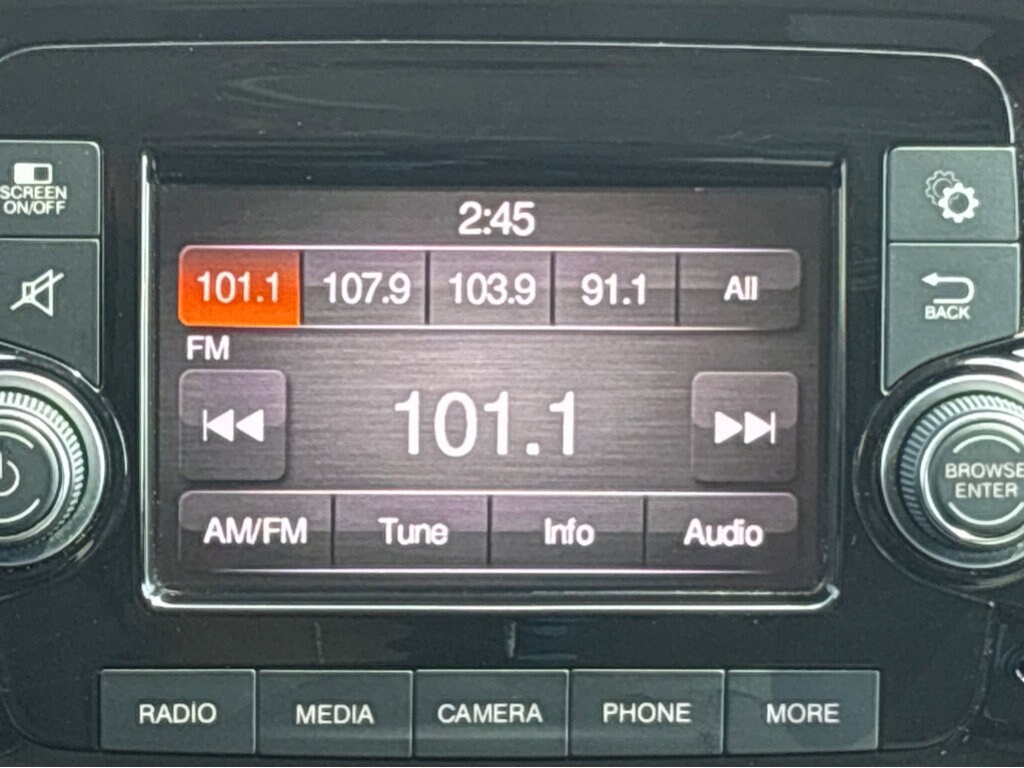 SCREEN
ON/OFF
2:45
101.1 107.9 103.9 91.1 All
FM
BACK
101.1
BROWSE
ENTER
AM/FM Tune Info Audio
RADIO MEDIA CAMERA PHONE MORE